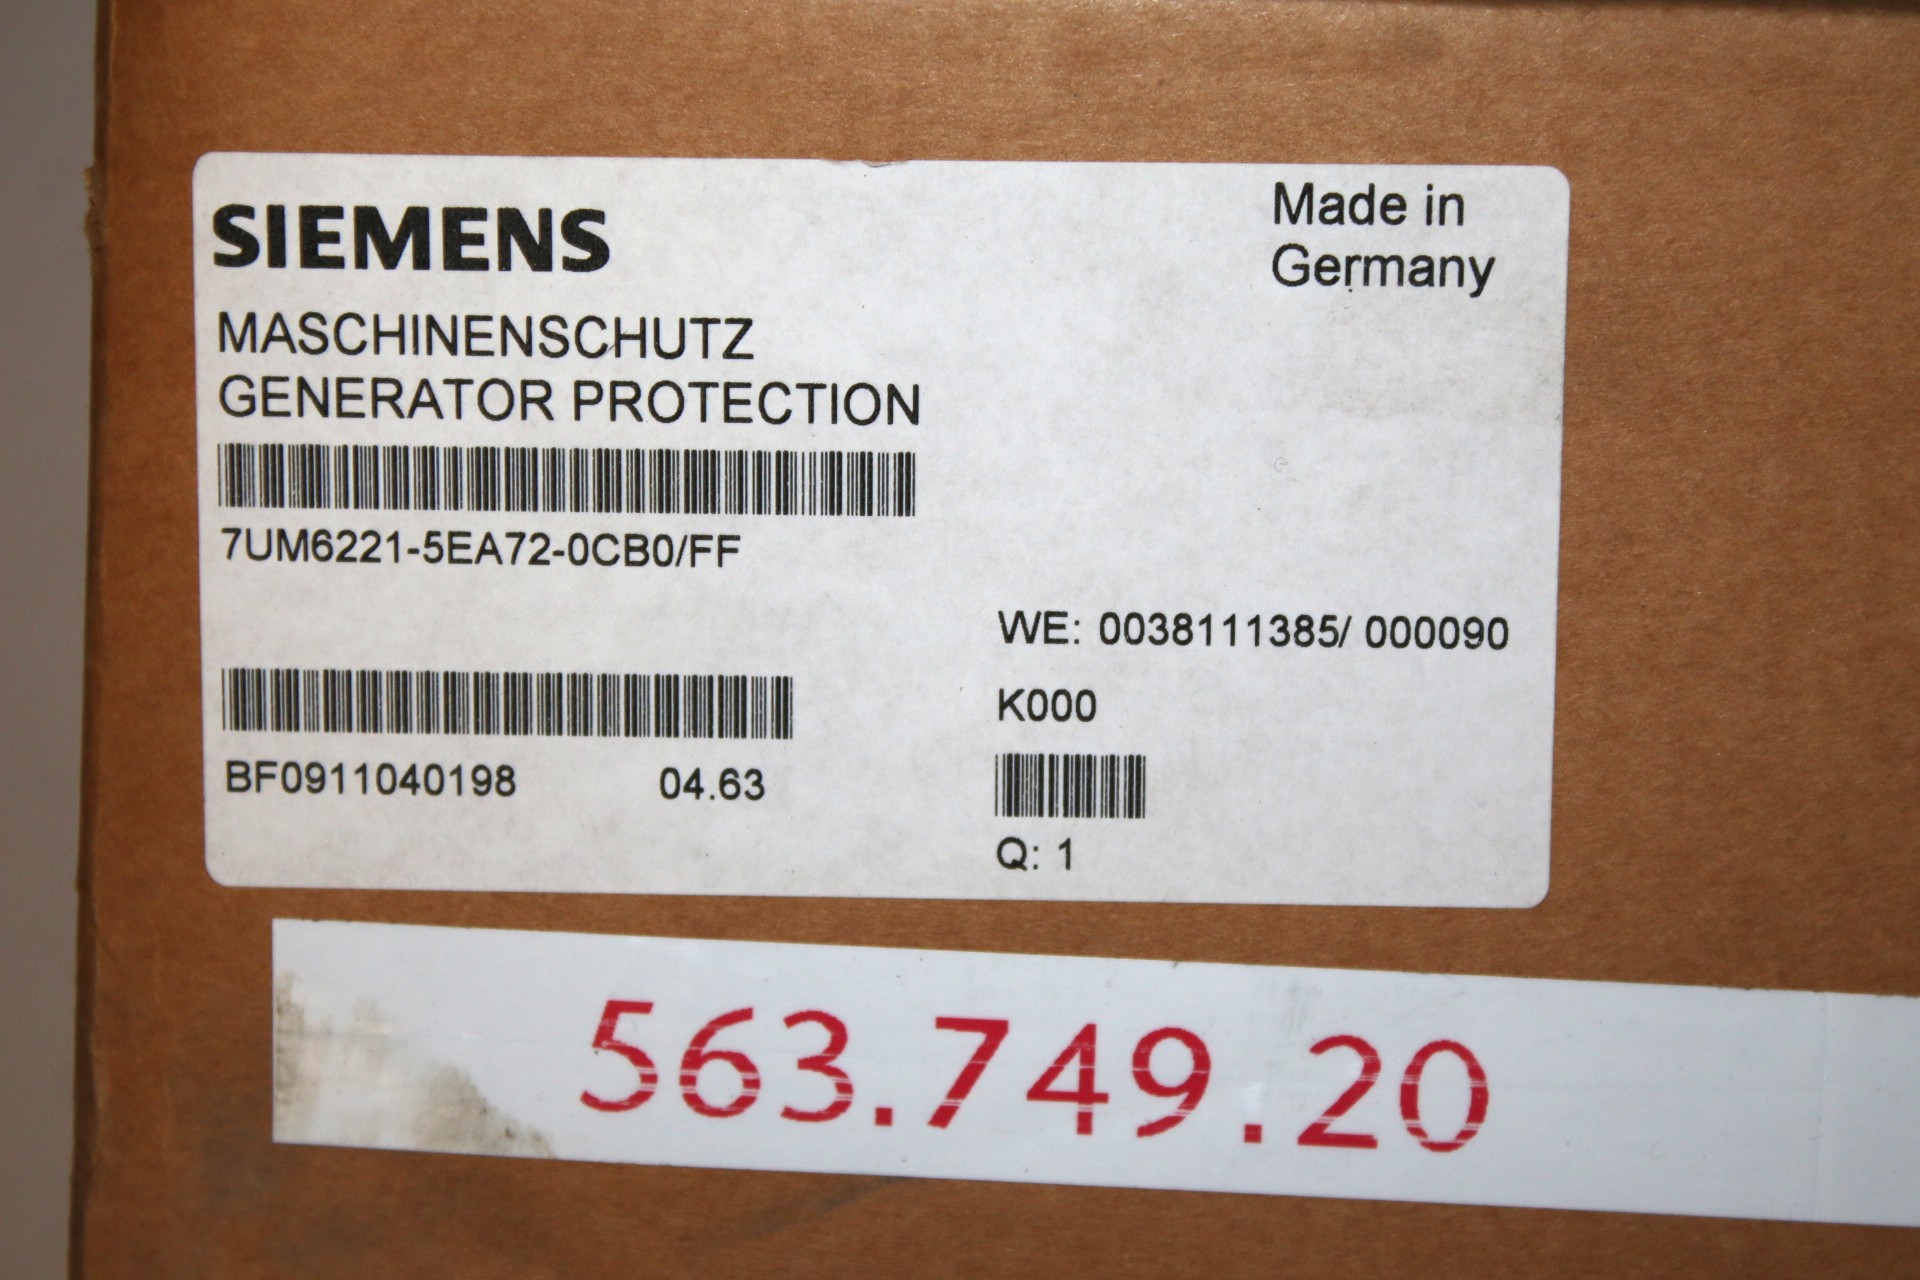 SIEMENS
Made in
Germany
MASCHINENSCHUTZ
GENERATOR PROTECTION
7UM6221-5EA72-0CB0/FF
WE: 0038111385/ 000090
K000
BF0911040198 04.63
Q: 1
563.749.20